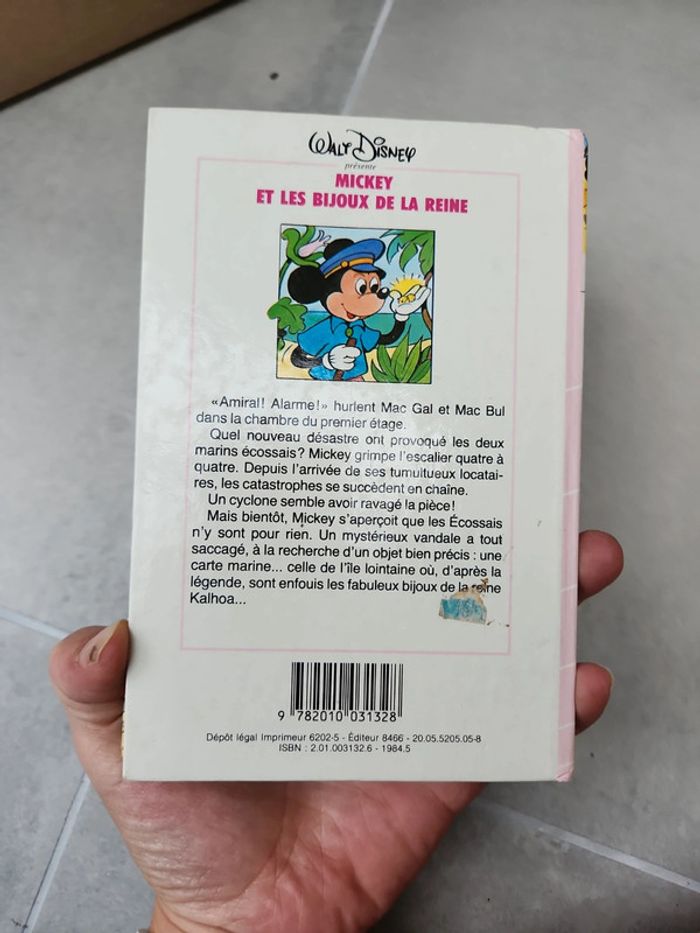 WALT DISNEY
présente
MICKEY
ET LES BIJOUX DE LA REINE
«Amiral! Alarme!» hurlent Mac Gal et Mac Bul
dans la chambre du premier étage.
Quel nouveau désastre ont provoqué les deux
marins écossais? Mickey grimpe l'escalier quatre à
quatre. Depuis l'arrivée de ses tumultueux locatai-
res, les catastrophes se succèdent en chaîne.
Un cyclone semble avoir ravagé la pièce!
Mais bientôt, Mickey s'aperçoit que les Écossais
n'y sont pour rien. Un mystérieux vandale a tout
saccagé, à la recherche d'un objet bien précis : une
carte marine... celle de l'île lointaine où, d'après la
légende, sont enfouis les fabuleux bijoux de la reine
Kalhoa...
9 782010 031328
Dépôt légal Imprimeur 6202-5 - Éditeur 8466 - 20.05.5205.05-8
ISBN : 2.01.003132.6 - 1984.5